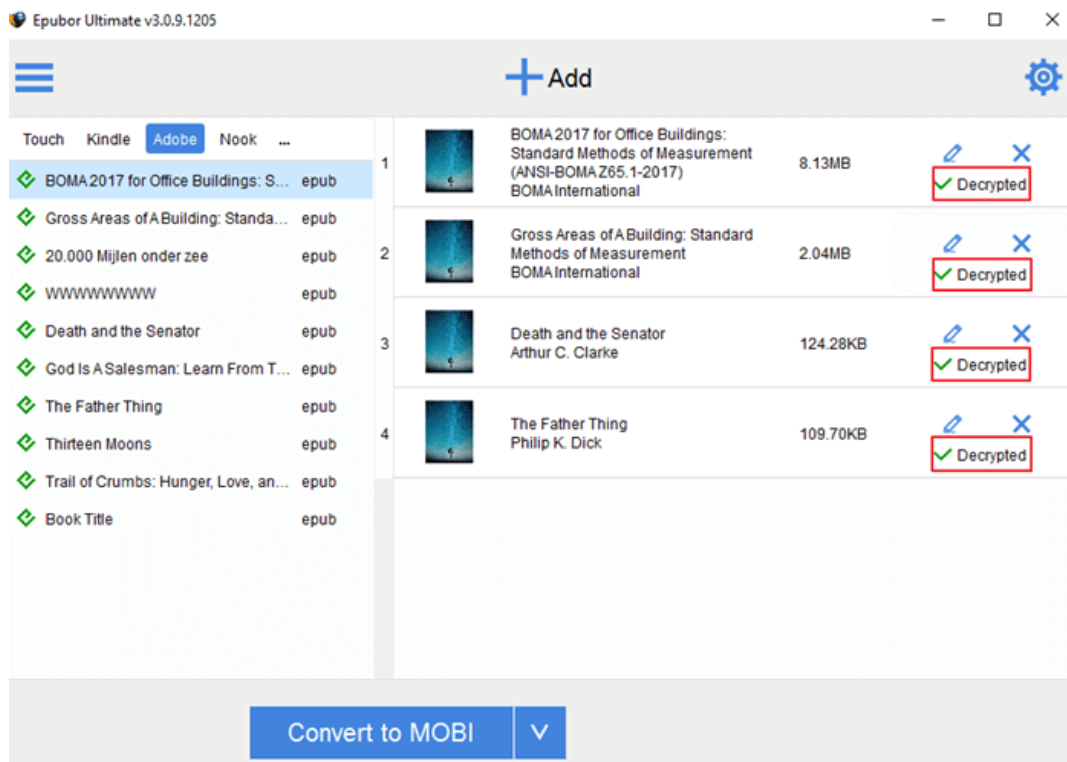 Epubor Ultimate v3.0.9.1205
Add
Touch Kindle Adobe Nook ...
BOMA 2017 for Office Buildings: S... epub
Gross Areas of A Building: Standa... epub
20.000 Mijlen onder zee epub
WWWWWWWW epub
Death and the Senator epub
God Is A Salesman: Learn From T... epub
The Father Thing epub
Thirteen Moons epub
Trail of Crumbs: Hunger, Love, an... epub
Book Title epub
1
BOMA 2017 for Office Buildings:
Standard Methods of Measurement
(ANSI-BOMA Z65.1-2017)
BOMA International
8.13MB
Decrypted
2
Gross Areas of A Building: Standard
Methods of Measurement
BOMA International
2.04MB
Decrypted
3
Death and the Senator
Arthur C. Clarke
124.28KB
Decrypted
4
The Father Thing
Philip K. Dick
109.70KB
Decrypted
Convert to MOBI